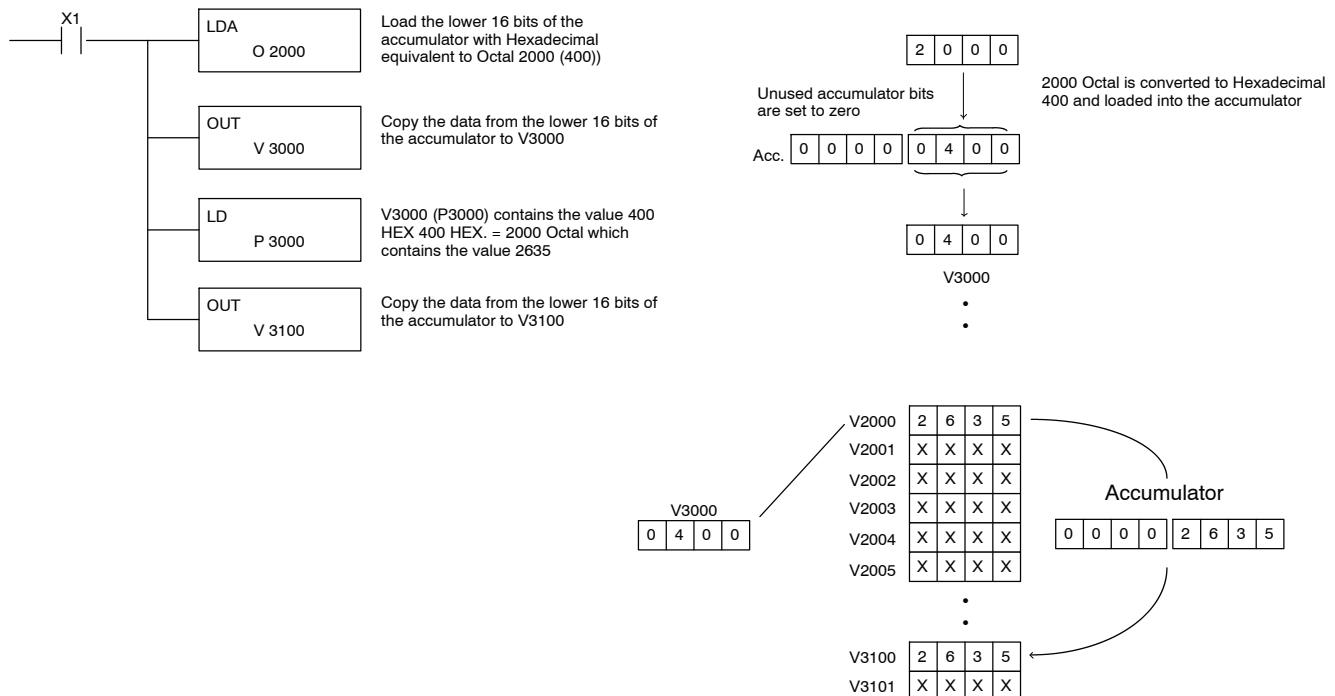 X1
LDA
O 2000
Load the lower 16 bits of the
accumulator with Hexadecimal
equivalent to Octal 2000 (400))
OUT
V 3000
Copy the data from the lower 16 bits of
the accumulator to V3000
LD
P 3000
V3000 (P3000) contains the value 400
HEX 400 HEX. = 2000 Octal which
contains the value 2635
OUT
V 3100
Copy the data from the lower 16 bits of
the accumulator to V3100
2 0 0 0
2000 Octal is converted to Hexadecimal
400 and loaded into the accumulator
Unused accumulator bits
are set to zero
Acc. 0 0 0 0 0 4 0 0
0 4 0 0
V3000
V3000
0 4 0 0
V2000 2 6 3 5
V2001 X X X X
V2002 X X X X
V2003 X X X X
V2004 X X X X
V2005 X X X X
Accumulator
0 0 0 0 2 6 3 5
V3100 2 6 3 5
V3101 X X X X